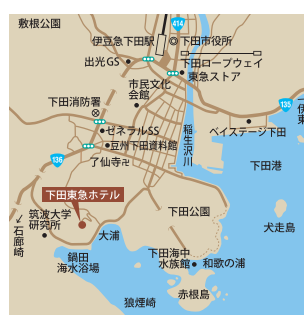 敷根公園
414
伊豆急下田駅
下田市役所
出光GS
下田ロープウェイ
東急ストア
市民文化
会館
下田消防署
135
伊東
ゼネラルSS
稲生沢川
ベイステージ下田
豆州下田資料館
136
了仙寺卍
下田港
下田東急ホテル
筑波大学
研究所
下田公園
石廊崎
犬走島
大浦
鍋田
海水浴場
下田海中
水族館
和歌の浦
赤根島
狼煙崎